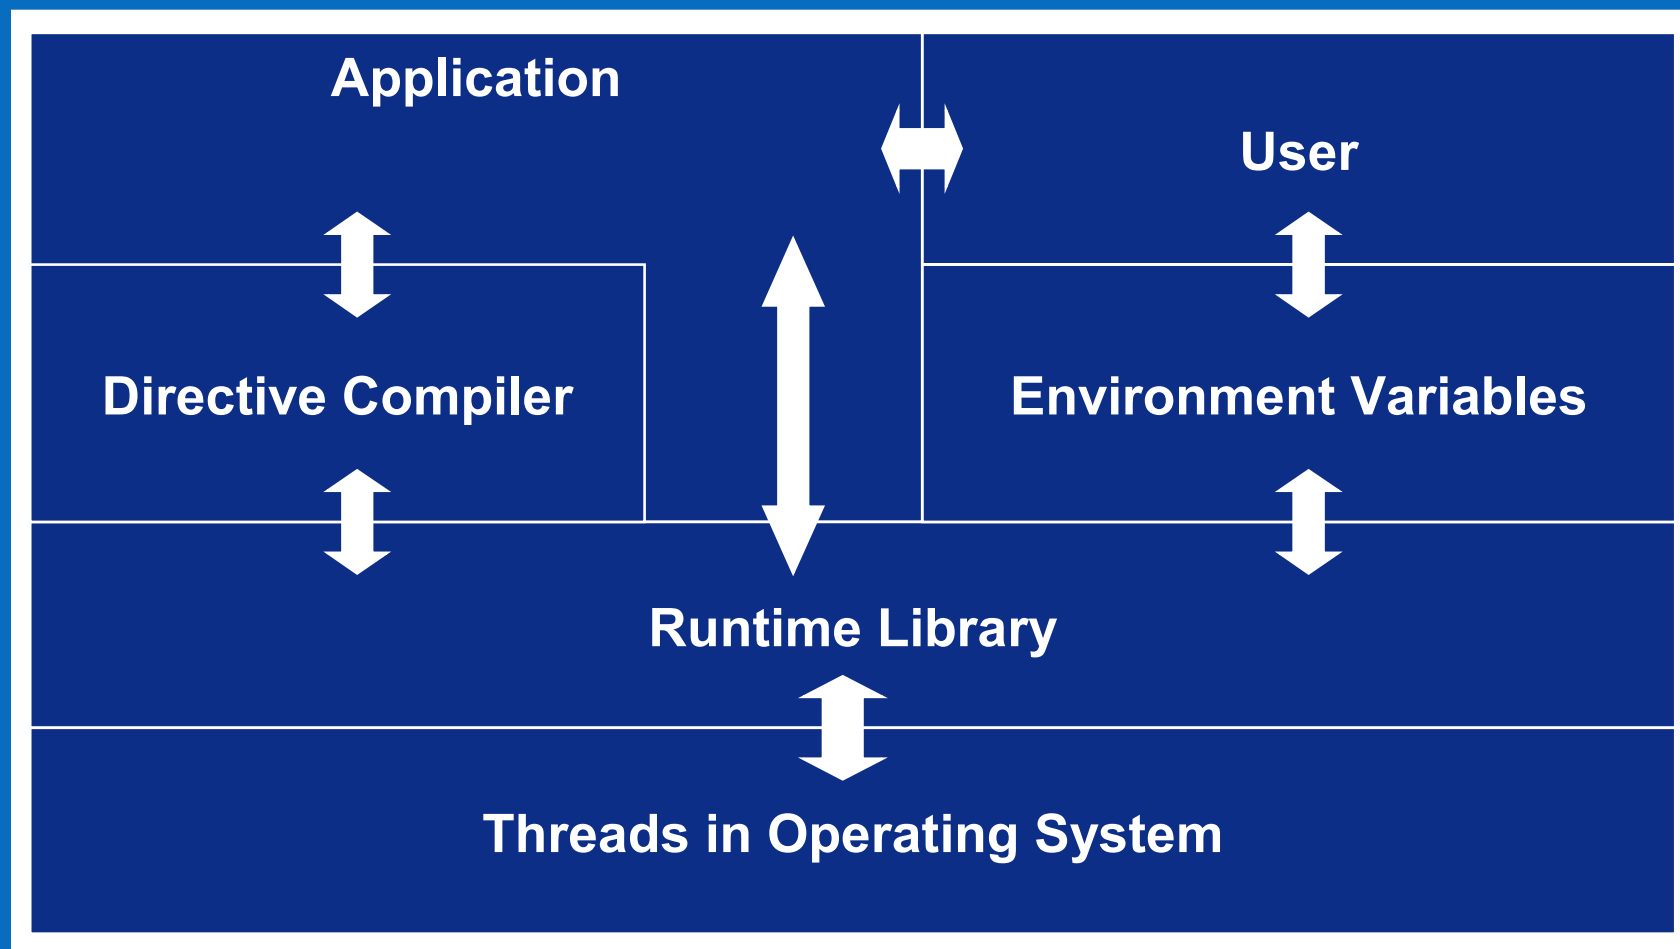 Application
User
Directive Compiler
Environment Variables
Runtime Library
Threads in Operating System